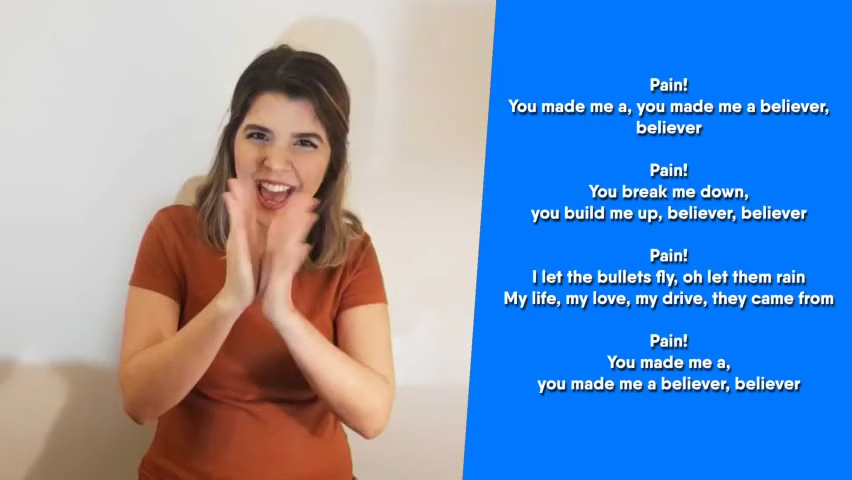 Pain!
You made me a, you made me a believer,
believer
Pain!
You break me down,
you build me up, believer, believer
Pain!
I let the bullets fly, oh let them rain
My life, my love, my drive, they came from
Pain!
You made me a,
you made me a believer, believer